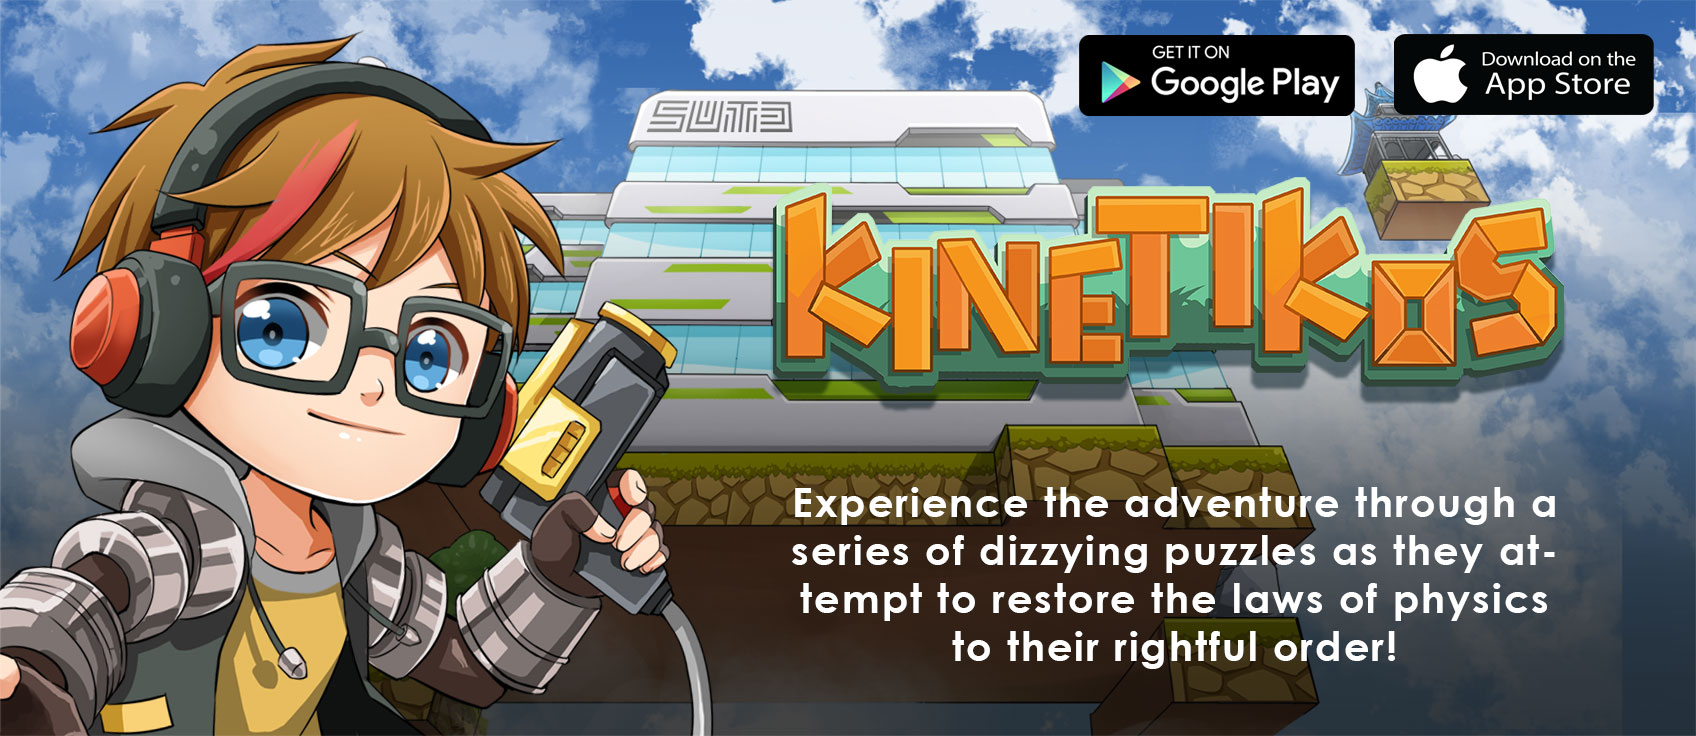 GET IT ON
Google Play
Download on the
App Store
SUTD
KINETIKOS
Experience the adventure through a
series of dizzying puzzles as they at-
tempt to restore the laws of physics
to their rightful order!